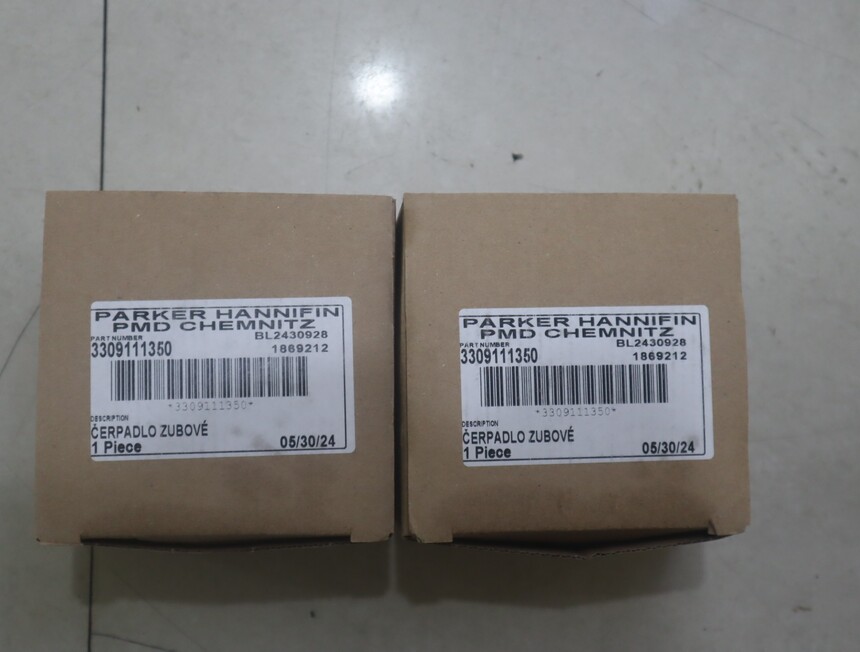 PARKER HANNIFIN
PMD CHEMNITZ
BL2430928
PART NUMBER
3309111350
1869212
*3309111350*
DESCRIPTION
ČERPADLO ZUBOVÉ
1 Piece
05/30/24
PARKER HANNIFIN
PMD CHEMNITZ
BL2430928
PART NUMBER
3309111350
1869212
*3309111350*
DESCRIPTION
ČERPADLO ZUBOVÉ
1 Piece
05/30/24